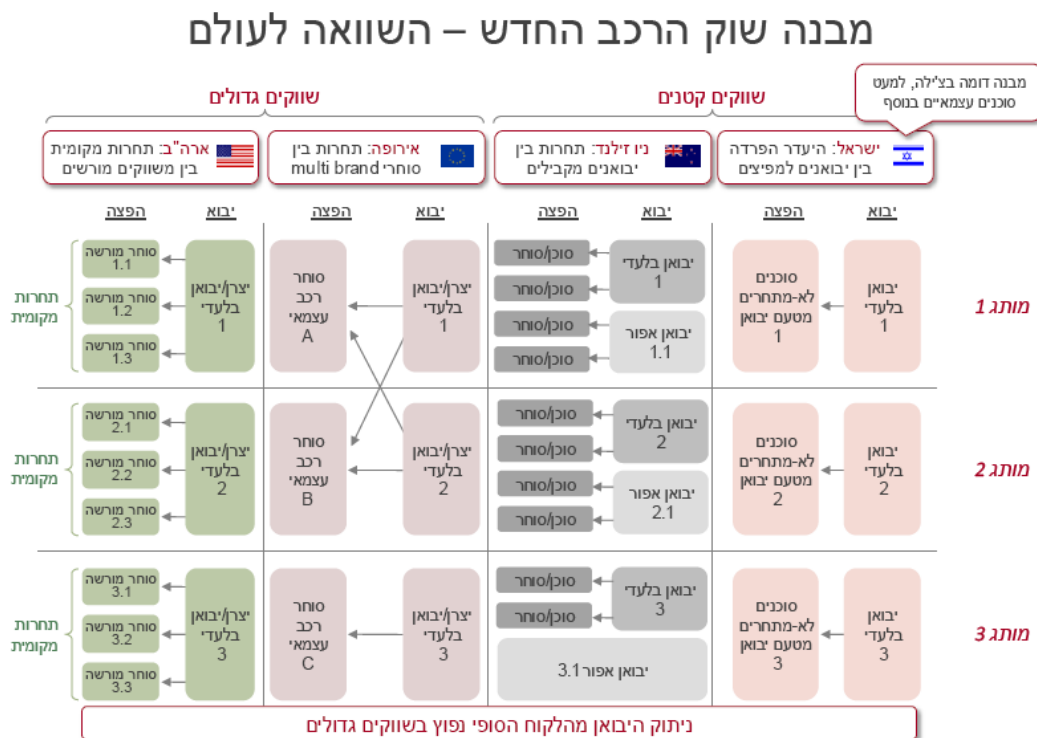 מבנה שוק הרכב החדש – השוואה לעולם
מבנה דומה בצ'ילה, למעט
סוכנים עצמאיים בנוסף
שווקים קטנים
שווקים גדולים
ישראל: היעדר הפרדה
בין יבואנים למפיצים
ניו זילנד: תחרות בין
יבואנים מקבילים
אירופה: תחרות בין
סוחרי multi brand
ארה"ב: תחרות מקומית
בין משווקים מורשים
יבוא
הפצה
יבוא
הפצה
יבוא
הפצה
יבוא
הפצה
מותג 1
יבואן
בלעדי
1
סוכנים
לא-מתחרים
מטעם יבואן
1
יבואן בלעדי
1
יבואן אפור
1.1
סוכן/סוחר
סוכן/סוחר
סוכן/סוחר
סוכן/סוחר
יצרן/יבואן
בלעדי
1
סוחר
רכב
עצמאי
A
יצרן/יבואן
בלעדי
1
סוחר מורשה
1.1
סוחר מורשה
1.2
סוחר מורשה
1.3
תחרות
מקומית
מותג 2
יבואן
בלעדי
2
סוכנים
לא-מתחרים
מטעם יבואן
2
יבואן בלעדי
2
יבואן אפור
2.1
סוכן/סוחר
סוכן/סוחר
סוכן/סוחר
סוכן/סוחר
יצרן/יבואן
בלעדי
2
סוחר
רכב
עצמאי
B
יצרן/יבואן
בלעדי
2
סוחר מורשה
2.1
סוחר מורשה
2.2
סוחר מורשה
2.3
תחרות
מקומית
מותג 3
יבואן
בלעדי
3
סוכנים
לא-מתחרים
מטעם יבואן
3
יבואן בלעדי
3
סוכן/סוחר
סוכן/סוחר
יבואן אפור 3.1
יצרן/יבואן
בלעדי
3
סוחר
רכב
עצמאי
C
יצרן/יבואן
בלעדי
3
סוחר מורשה
3.1
סוחר מורשה
3.2
סוחר מורשה
3.3
תחרות
מקומית
ניתוק היבואן מהלקוח הסופי נפוץ בשווקים גדולים